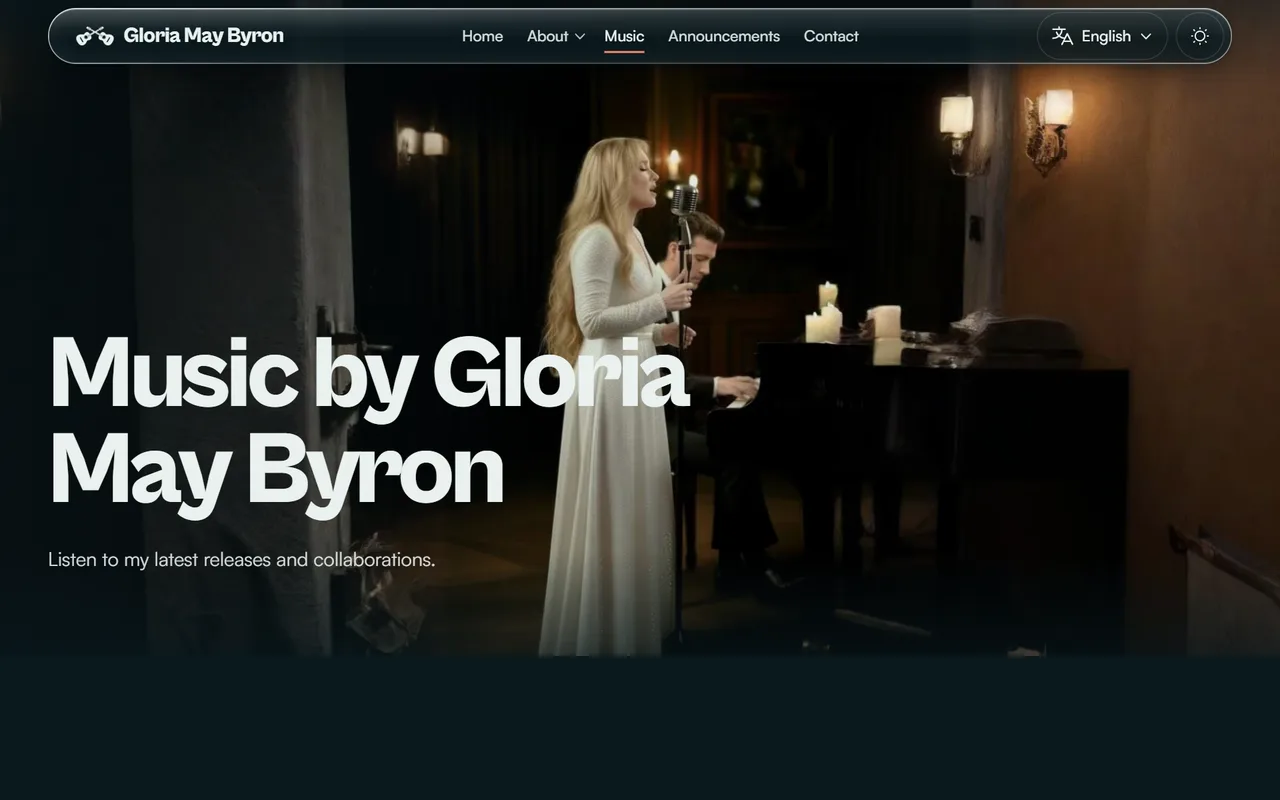 Gloria May Byron
Home
About
Music
Announcements
Contact
English
Music by Gloria
May Byron
Listen to my latest releases and collaborations.